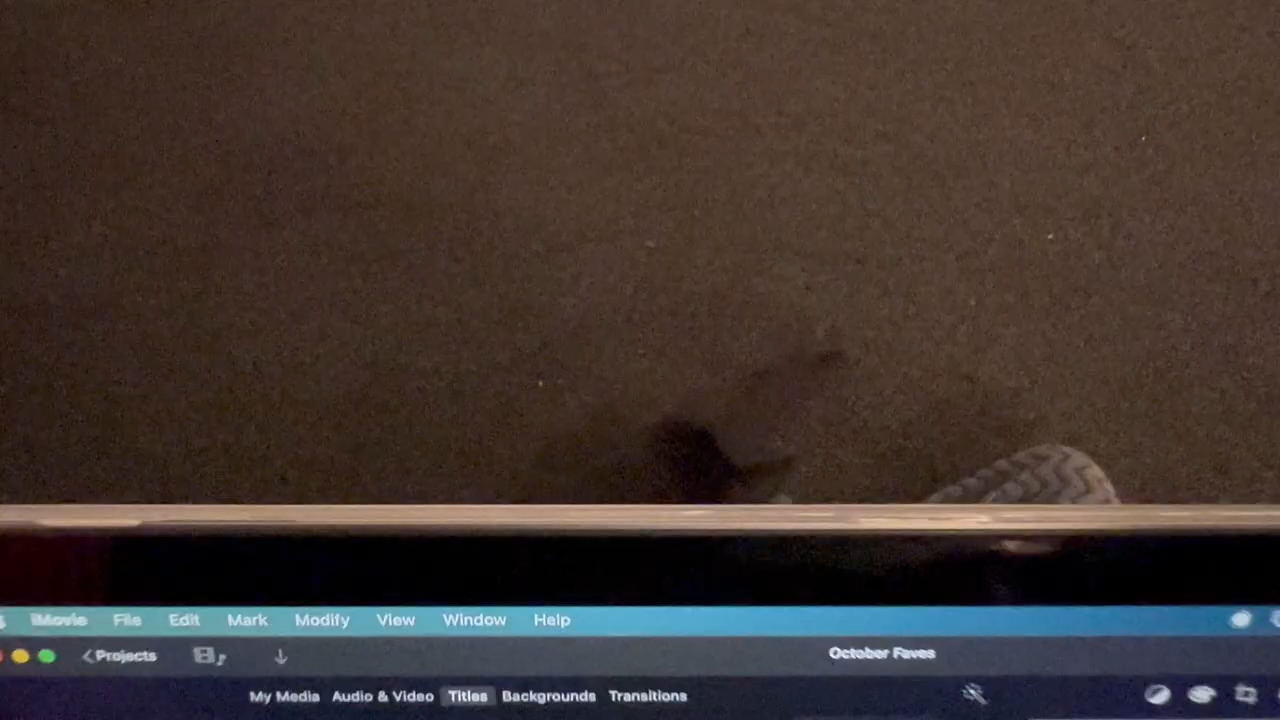 iMovie File Edit Mark Modify View Window Help
Projects October Faves
My Media Audio & Video Titles Backgrounds Transitions